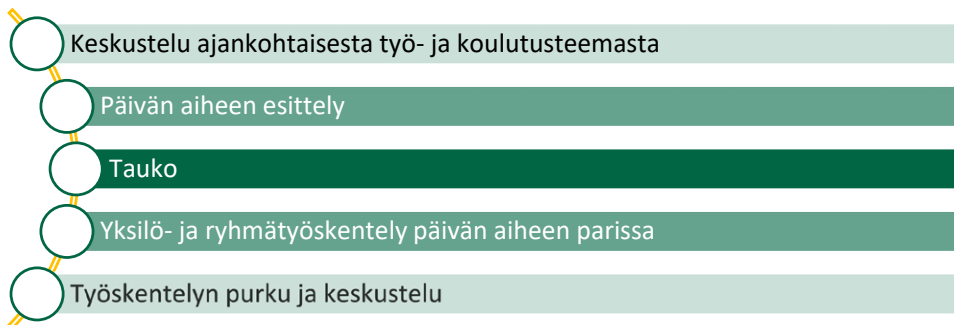 Keskustelu ajankohtaisesta työ- ja koulutusteemasta
Päivän aiheen esittely
Tauko
Yksilö- ja ryhmätyöskentely päivän aiheen parissa
Työskentelyn purku ja keskustelu